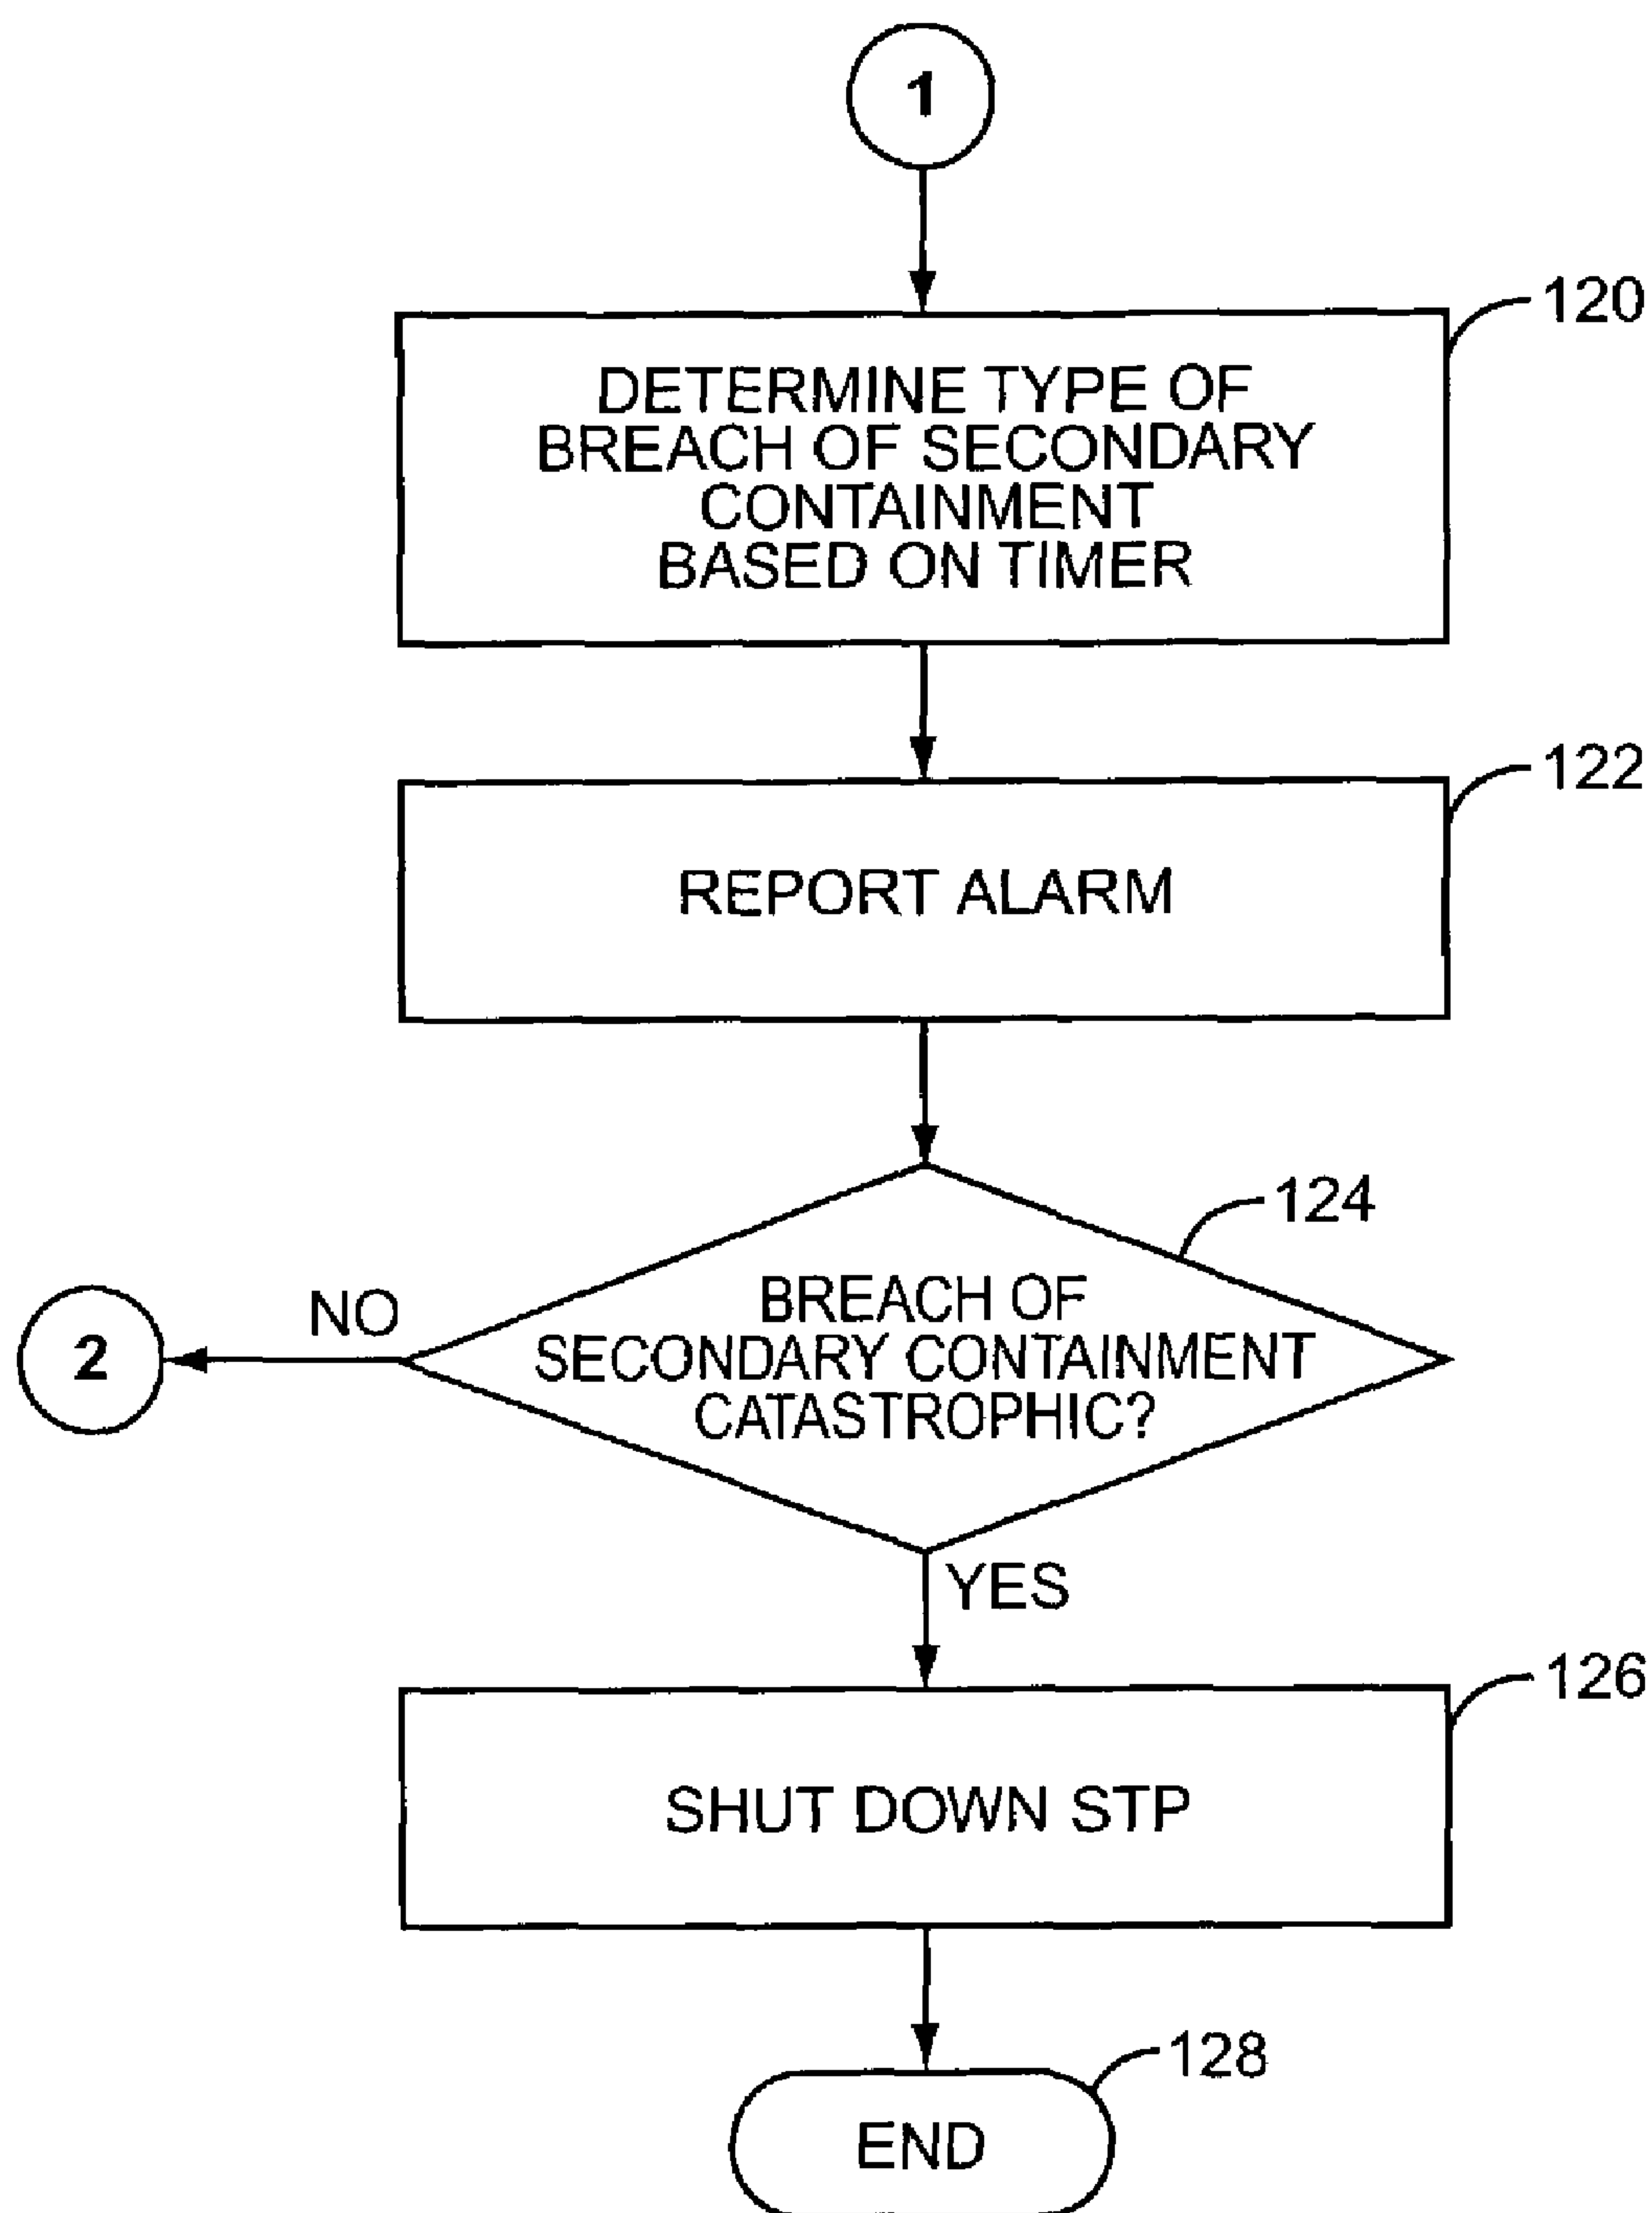 1
120
DETERMINE TYPE OF
BREACH OF SECONDARY
CONTAINMENT
BASED ON TIMER
122
REPORT ALARM
124
BREACH OF
SECONDARY CONTAINMENT
CATASTROPHIC?
NO
2
YES
126
SHUT DOWN STP
128
END